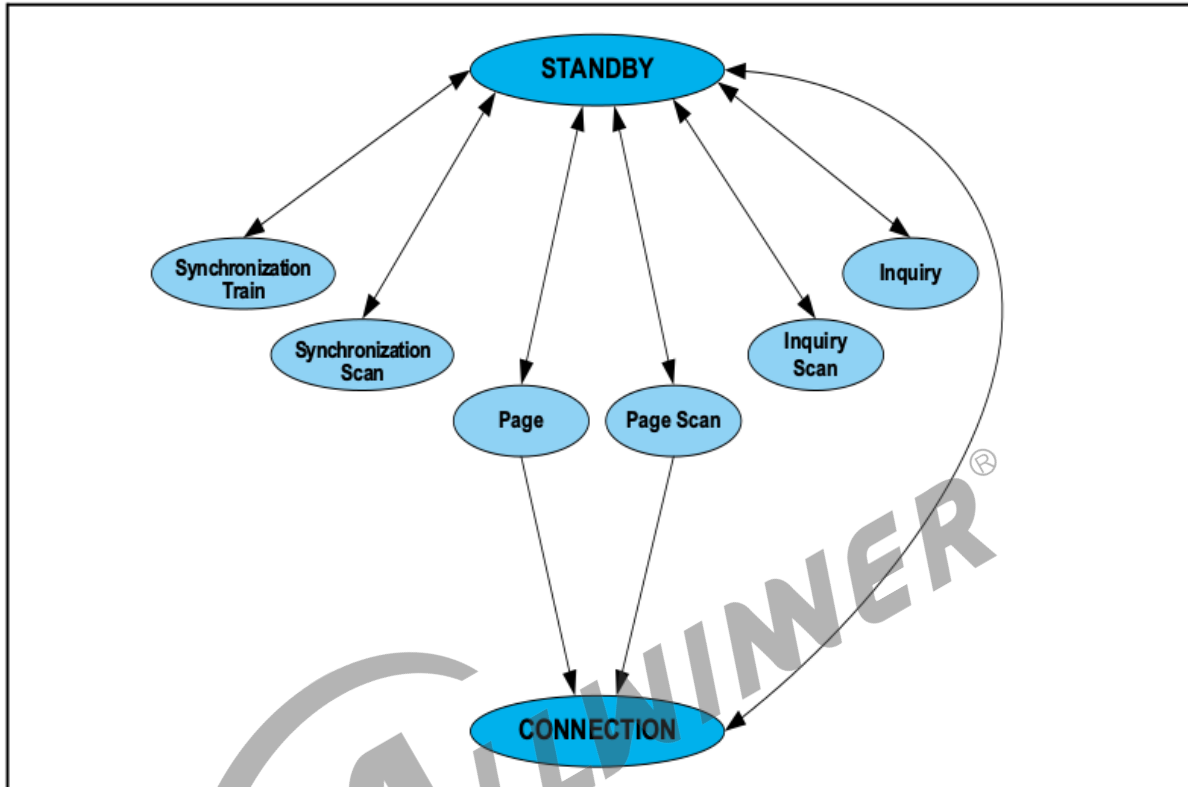 STANDBY
Synchronization
Train
Inquiry
Synchronization
Scan
Inquiry
Scan
Page
Page Scan
CONNECTION
ALLWINNER®